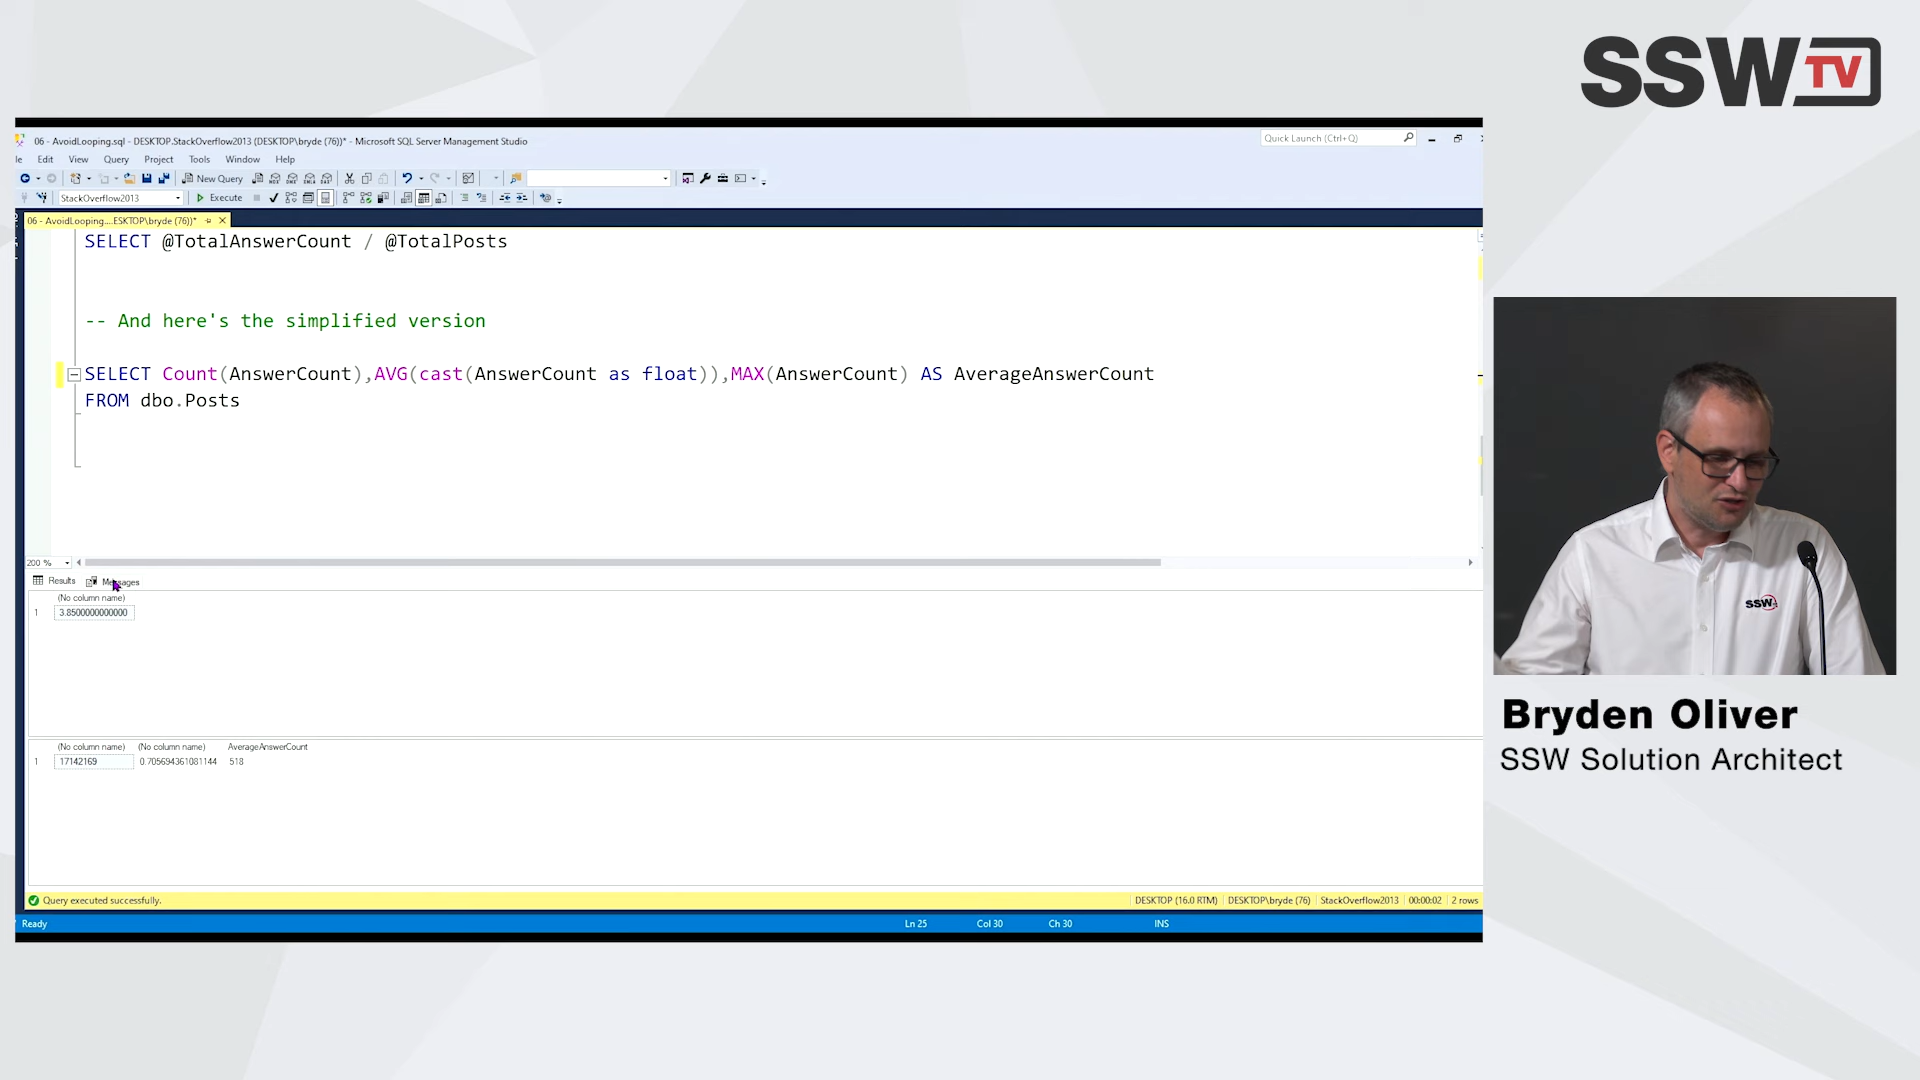 SSW TV
06 - AvoidLooping.sql - DESKTOP.StackOverflow2013 (DESKTOP\bryde (76))* - Microsoft SQL Server Management Studio
Quick Launch (Ctrl+Q)
le Edit View Query Project Tools Window Help
New Query
StackOverflow2013 Execute
06 - AvoidLooping....ESKTOP\bryde (76))*
SELECT @TotalAnswerCount / @TotalPosts
-- And here's the simplified version
SELECT Count(AnswerCount),AVG(cast(AnswerCount as float)),MAX(AnswerCount) AS AverageAnswerCount
FROM dbo.Posts
200 %
Results Messages
(No column name)
1 3.8500000000000
(No column name) (No column name) AverageAnswerCount
1 17142169 0.705694361081144 518
Query executed successfully.
DESKTOP (16.0 RTM) DESKTOP\bryde (76) StackOverflow2013 00:00:02 2 rows
Ready Ln 25 Col 30 Ch 30 INS
SSW
Bryden Oliver
SSW Solution Architect